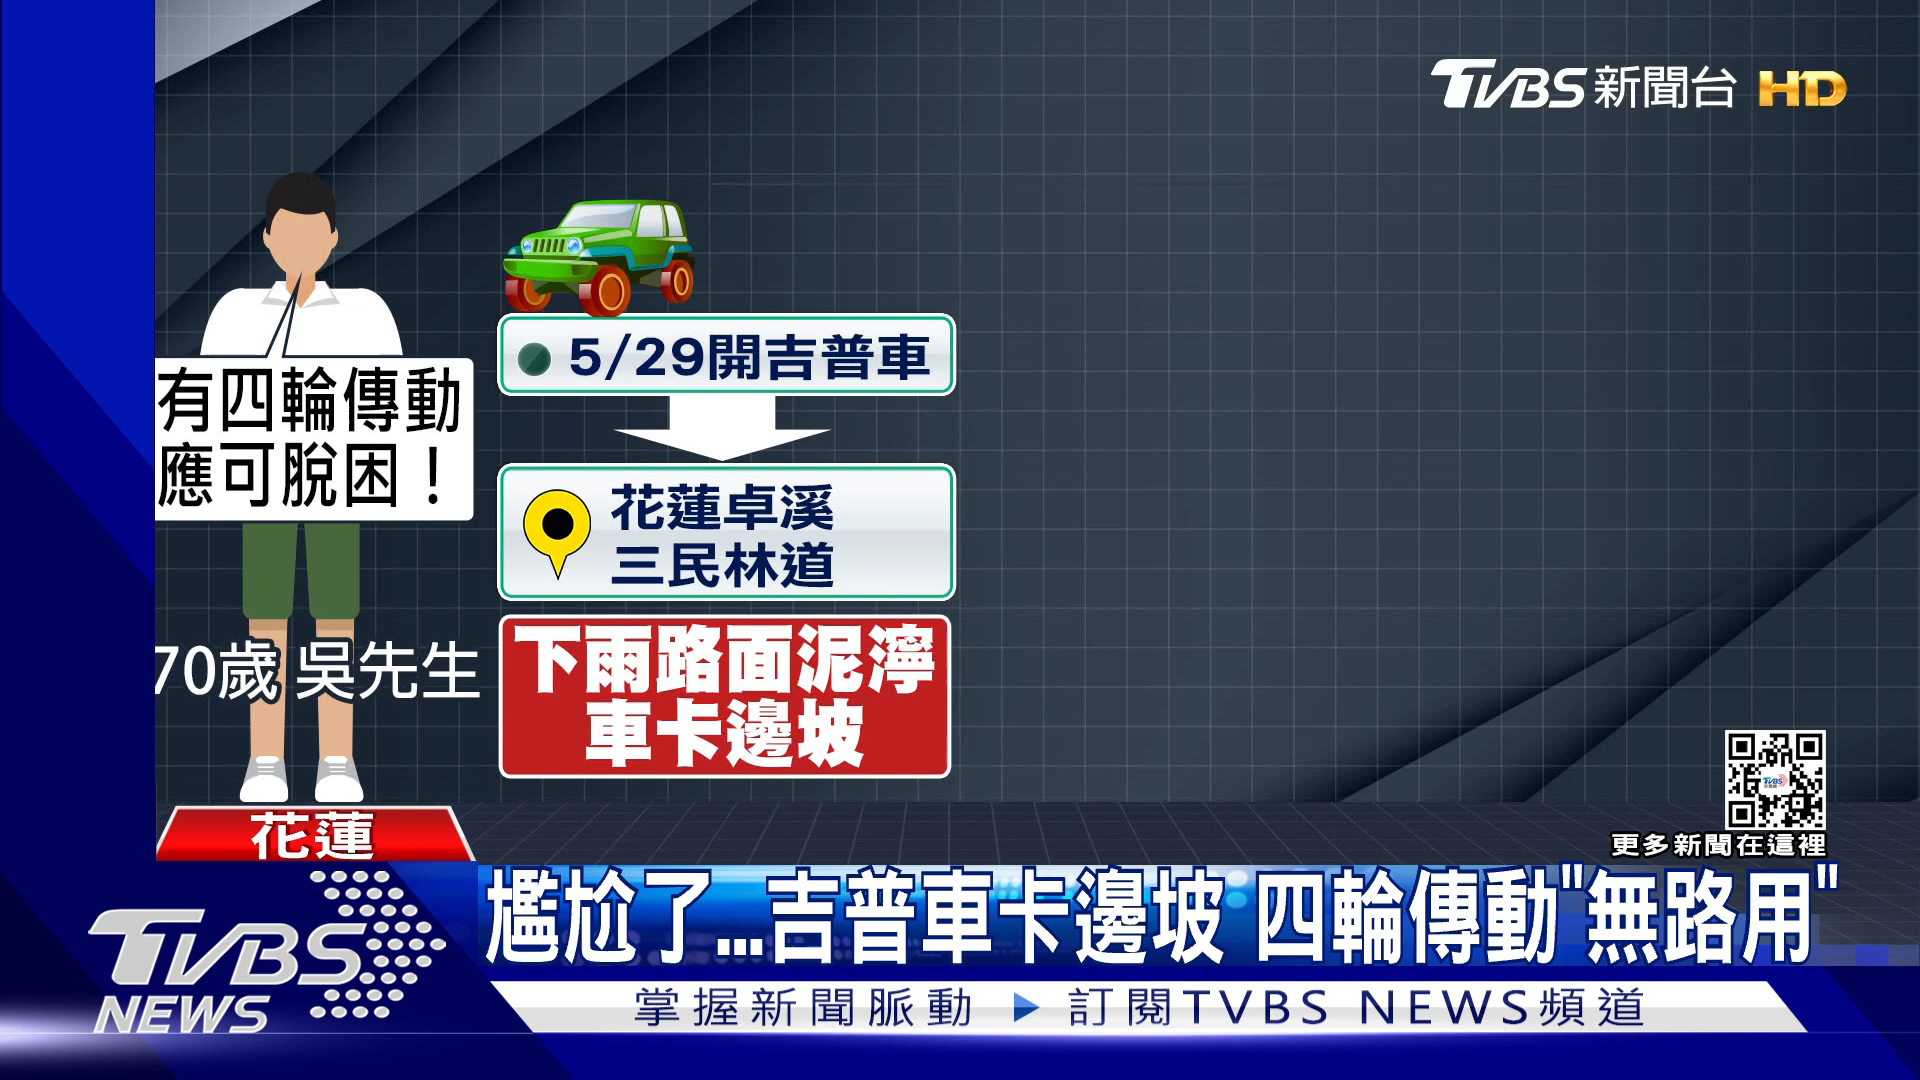 TVBS新聞台 HD
有四輪傳動
應可脫困！
70歲 吳先生
5/29開吉普車
花蓮卓溪
三民林道
下雨路面泥濘
車卡邊坡
TVBS
更多新聞在這裡
花蓮
尷尬了...吉普車卡邊坡 四輪傳動"無路用"
TVBS
NEWS
掌握新聞脈動 ▶ 訂閱TVBS NEWS頻道